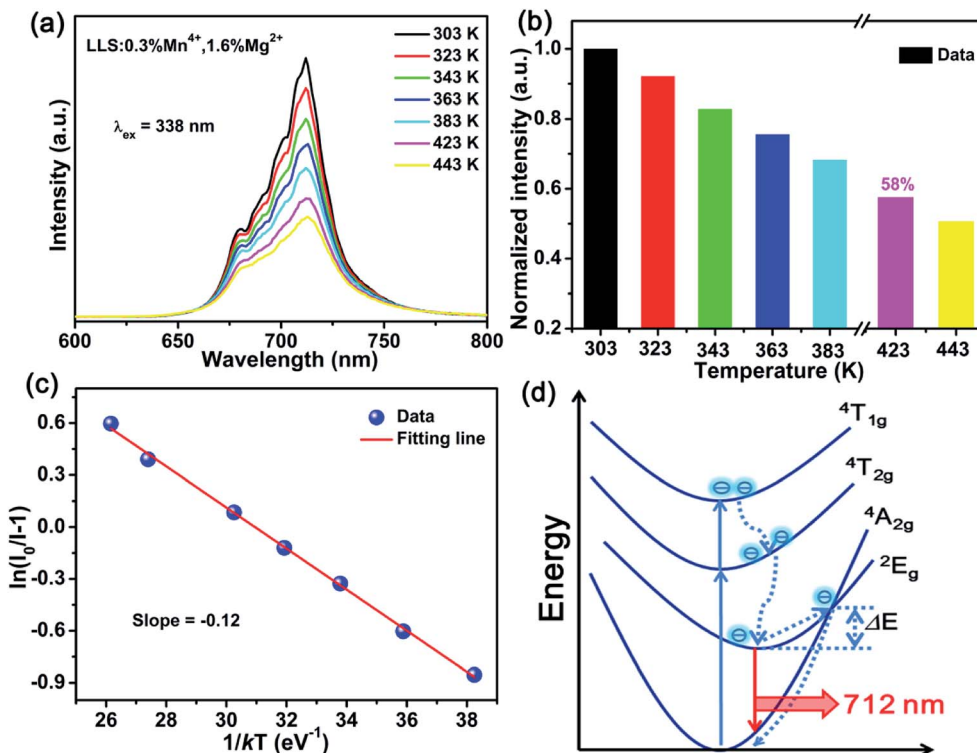 (a)
LLS:0.3%Mn⁴⁺,1.6%Mg²⁺
λex = 338 nm
303 K
323 K
343 K
363 K
383 K
423 K
443 K
Intensity (a.u.)
600 650 700 750 800
Wavelength (nm)
(b)
Data
Normalized intensity (a.u.)
1.0
0.8
0.6
0.4
0.2
58%
303 323 343 363 383 423 443
Temperature (K)
(c)
Data
Fitting line
ln(I₀/I-1)
0.6
0.3
0.0
-0.3
-0.6
-0.9
Slope = -0.12
26 28 30 32 34 36 38
1/kT (eV⁻¹)
(d)
Energy
⁴T₁g
⁴T₂g
⁴A₂g
²Eg
ΔE
712 nm